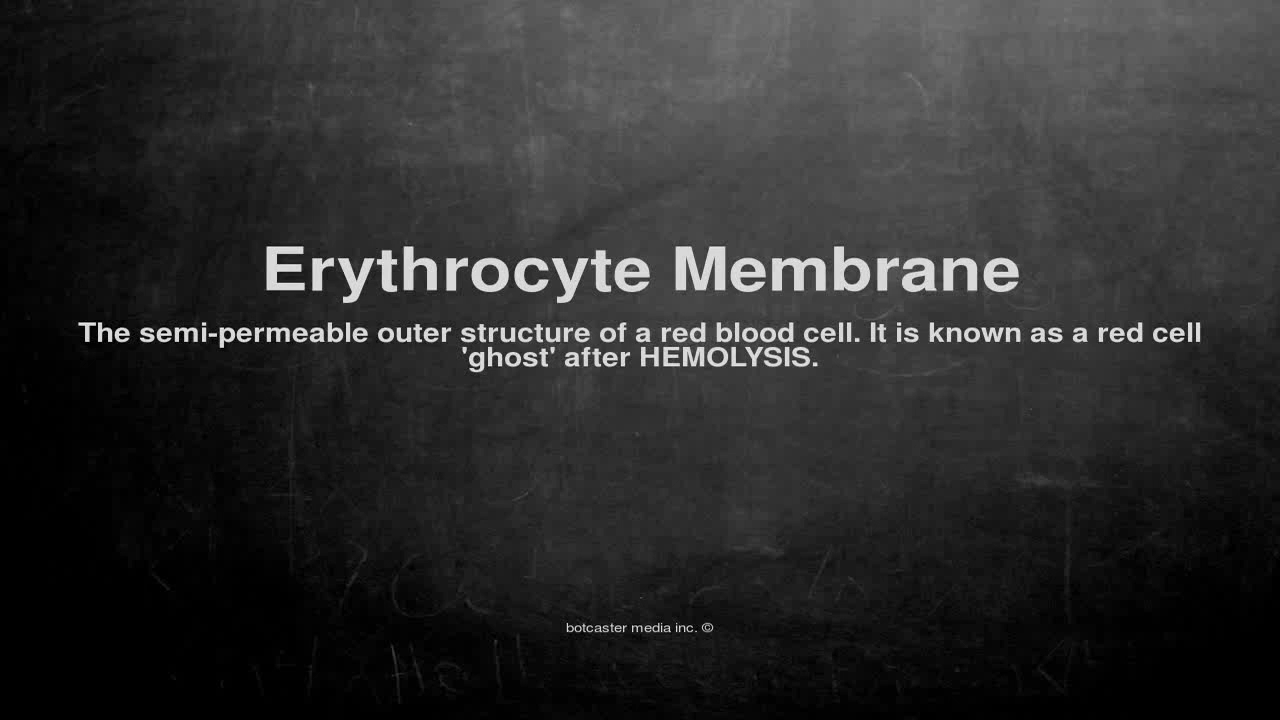 Erythrocyte Membrane
The semi-permeable outer structure of a red blood cell. It is known as a red cell
'ghost' after HEMOLYSIS.
botcaster media inc. ©